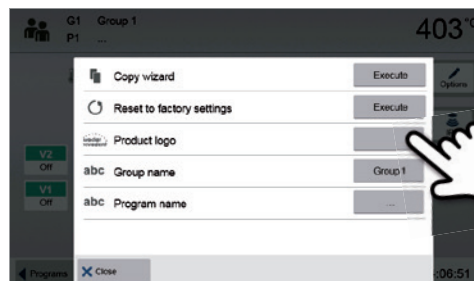 G1 Group 1
P1 ...
403°C
Copy wizard Execute
Options
Reset to factory settings Execute
Product logo
V2
Off
abc Group name Group 1
V1
Off
abc Program name ...
Programs
Close
:06:51